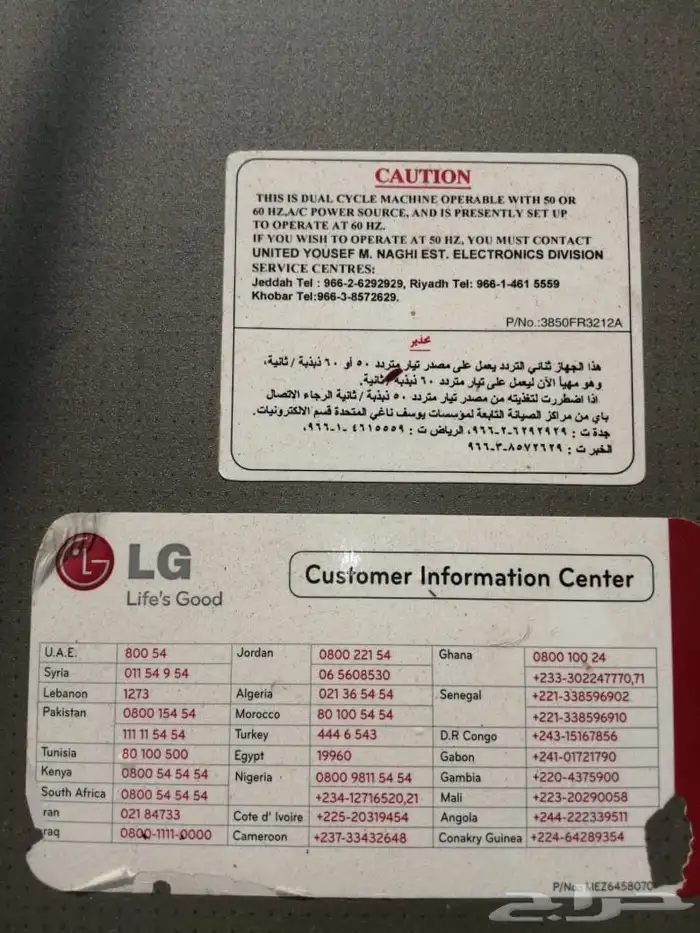 CAUTION
THIS IS DUAL CYCLE MACHINE OPERABLE WITH 50 OR
60 HZ.A/C POWER SOURCE, AND IS PRESENTLY SET UP
TO OPERATE AT 60 HZ.
IF YOU WISH TO OPERATE AT 50 HZ, YOU MUST CONTACT
UNITED YOUSEF M. NAGHI EST. ELECTRONICS DIVISION
SERVICE CENTRES:
Jeddah Tel : 966-2-6292929, Riyadh Tel: 966-1-461 5559
Khobar Tel:966-3-8572629.
P/No.:3850FR3212A
تحذير
هذا الجهاز ثنائي التردد يعمل على مصدر تيار متردد ٥٠ أو ٦٠ ذبذبة / ثانية،
وهو مهيأ الآن ليعمل على تيار متردد ٦٠ ذبذبة / ثانية.
اذا اضطررت لتغذيته من مصدر تيار متردد ٥٠ ذبذبة / ثانية الرجاء الاتصال
باي من مراكز الصيانة التابعة لمؤسسات يوسف ناغي المتحدة قسم الالكترونيات.
جدة ت : ٦٢٩٢٩٢٩-٢-٩٦٦، الرياض ت : ٤٦١٥٥٥٩-١-٩٦٦،
الخبر ت : ٨٥٧٢٦٢٩-٣-٩٦٦
LG
LG
Life's Good
Customer Information Center
U.A.E. 800 54 Jordan 0800 221 54 Ghana 0800 100 24
Syria 011 54 9 54 06 5608530 +233-302247770,71
Lebanon 1273 Algeria 021 36 54 54 Senegal +221-338596902
Pakistan 0800 154 54 Morocco 80 100 54 54 +221-338596910
111 11 54 54 Turkey 444 6 543 D.R Congo +243-15167856
Tunisia 80 100 500 Egypt 19960 Gabon +241-01721790
Kenya 0800 54 54 54 Nigeria 0800 9811 54 54 Gambia +220-4375900
South Africa 0800 54 54 54 +234-12716520,21 Mali +223-20290058
ran 021 84733 Cote d' Ivoire +225-20319454 Angola +244-222339511
raq 0800-1111-0000 Cameroon +237-33432648 Conakry Guinea +224-64289354
P/No.: MEZ6458070
حراج